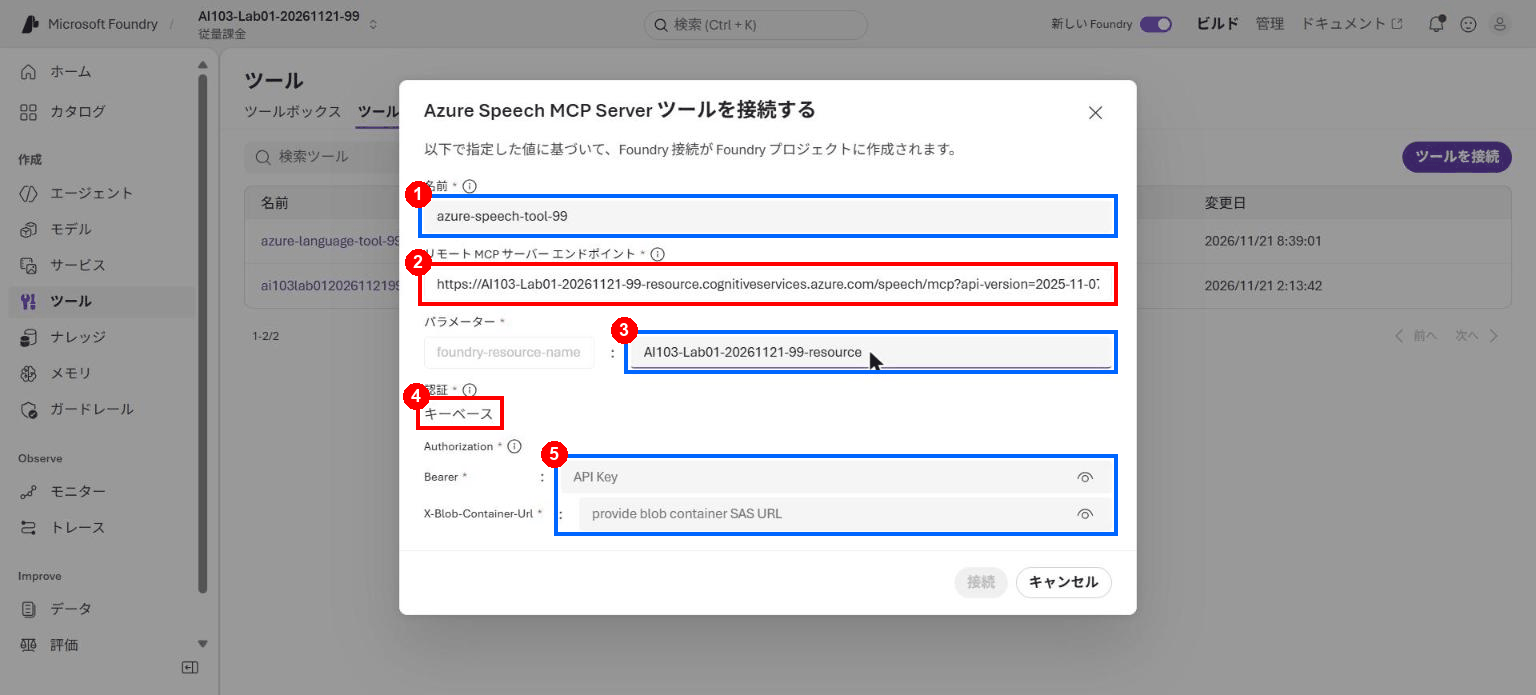 Microsoft Foundry / AI103-Lab01-20261121-99
従量課金
検索 (Ctrl + K)
新しい Foundry ビルド 管理 ドキュメント
ホーム
カタログ
作成
エージェント
モデル
サービス
ツール
ナレッジ
メモリ
ガードレール
Observe
モニター
トレース
Improve
データ
評価
ツール
ツールボックス ツール
検索ツール
ツールを接続
名前 変更日
azure-language-tool-99 2026/11/21 8:39:01
ai103lab012026112199 2026/11/21 2:13:42
1-2/2
前へ 次へ
Azure Speech MCP Server ツールを接続する
以下で指定した値に基づいて、Foundry 接続が Foundry プロジェクトに作成されます。
1
名前 *
azure-speech-tool-99
2
リモート MCP サーバー エンドポイント *
https://AI103-Lab01-20261121-99-resource.cognitiveservices.azure.com/speech/mcp?api-version=2025-11-07
パラメーター *
3
foundry-resource-name : AI103-Lab01-20261121-99-resource
4
認証 *
キーベース
Authorization *
5
Bearer * : API Key
X-Blob-Container-Url * : provide blob container SAS URL
接続 キャンセル